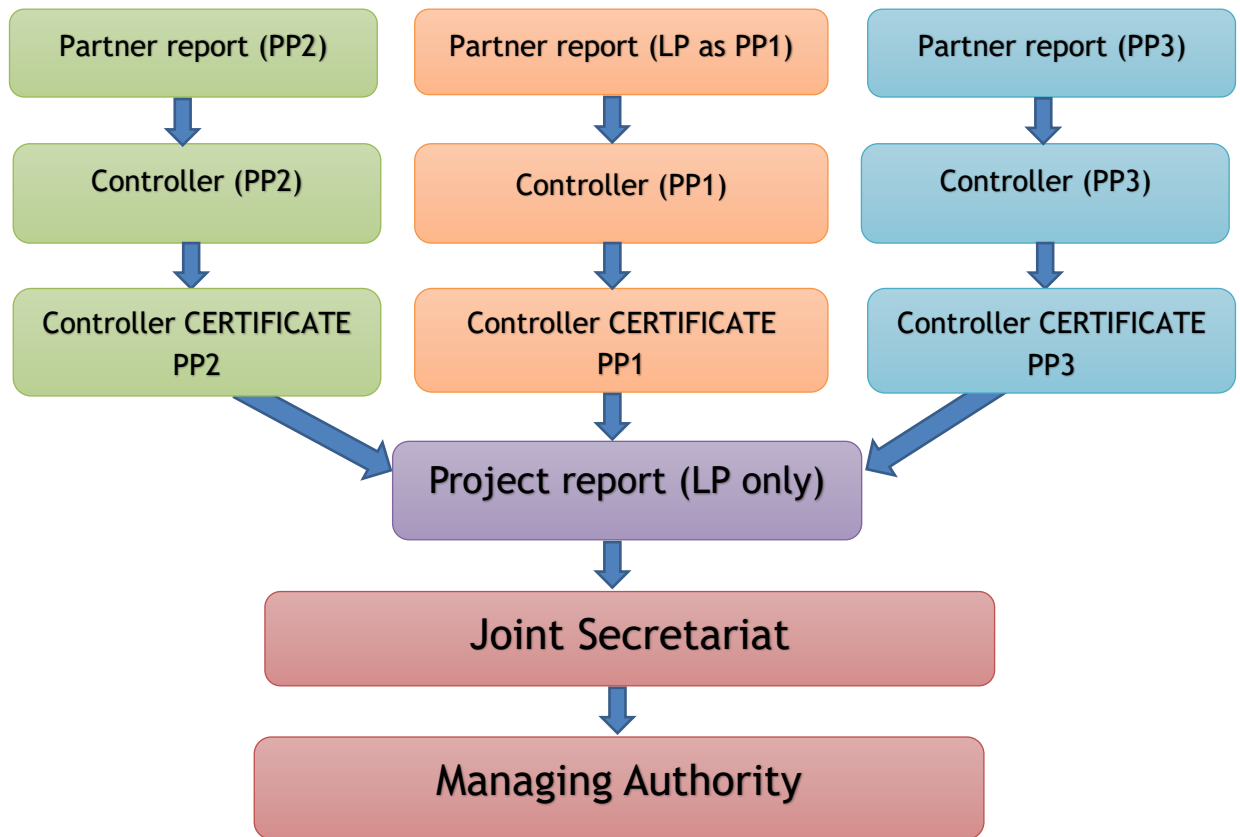 Partner report (PP2)
Partner report (LP as PP1)
Partner report (PP3)
Controller (PP2)
Controller (PP1)
Controller (PP3)
Controller CERTIFICATE
PP2
Controller CERTIFICATE
PP1
Controller CERTIFICATE
PP3
Project report (LP only)
Joint Secretariat
Managing Authority